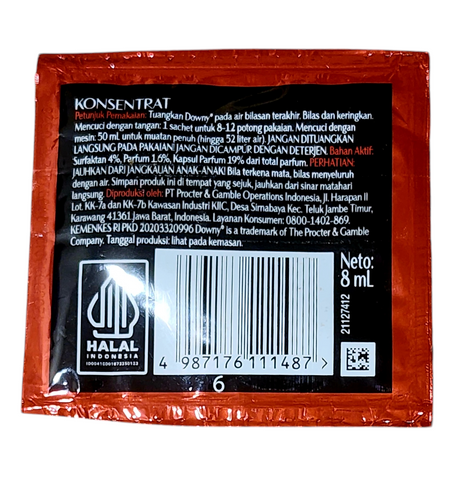 KONSENTRAT
Petunjuk Pemakaian: Tuangkan Downy® pada air bilasan terakhir. Bilas dan keringkan.
Mencuci dengan tangan: 1 sachet untuk 8-12 potong pakaian. Mencuci dengan
mesin: 50 mL untuk muatan penuh (hingga 52 liter air). JANGAN DITUANGKAN
LANGSUNG PADA PAKAIAN JANGAN DICAMPUR DENGAN DETERJEN. Bahan Aktif:
Surfaktan 4%, Parfum 1.6%, Kapsul Parfum 19% dari total parfum. PERHATIAN:
JAUHKAN DARI JANGKAUAN ANAK-ANAK! Bila terkena mata, bilas menyeluruh
dengan air. Simpan produk ini di tempat yang sejuk, jauhkan dari sinar matahari
langsung. Diproduksi oleh: PT Procter & Gamble Operations Indonesia, Jl. Harapan II
Lot. KK-7a dan KK-7b Kawasan Industri KIIC, Desa Sirnabaya Kec. Teluk Jambe Timur,
Karawang 41361 Jawa Barat, Indonesia. Layanan Konsumen: 0800-1402-869.
KEMENKES RI PKD 20203320996 Downy® is a trademark of The Procter & Gamble
Company. Tanggal produksi: lihat pada kemasan.
Neto:
8 mL
21127412
HALAL
INDONESIA
4 987176 111487 >
6